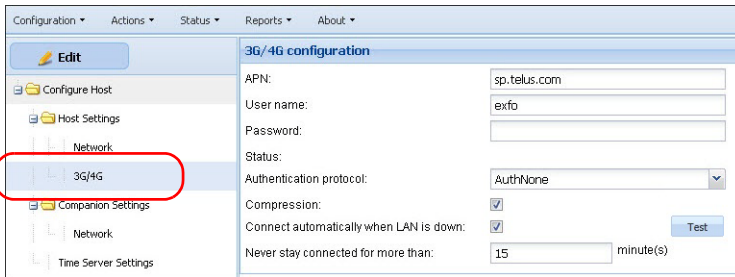 Configuration Actions Status Reports About
Edit
Configure Host
Host Settings
Network
3G/4G
Companion Settings
Network
Time Server Settings
3G/4G configuration
APN: sp.telus.com
User name: exfo
Password:
Status:
Authentication protocol: AuthNone
Compression:
Connect automatically when LAN is down: Test
Never stay connected for more than: 15 minute(s)